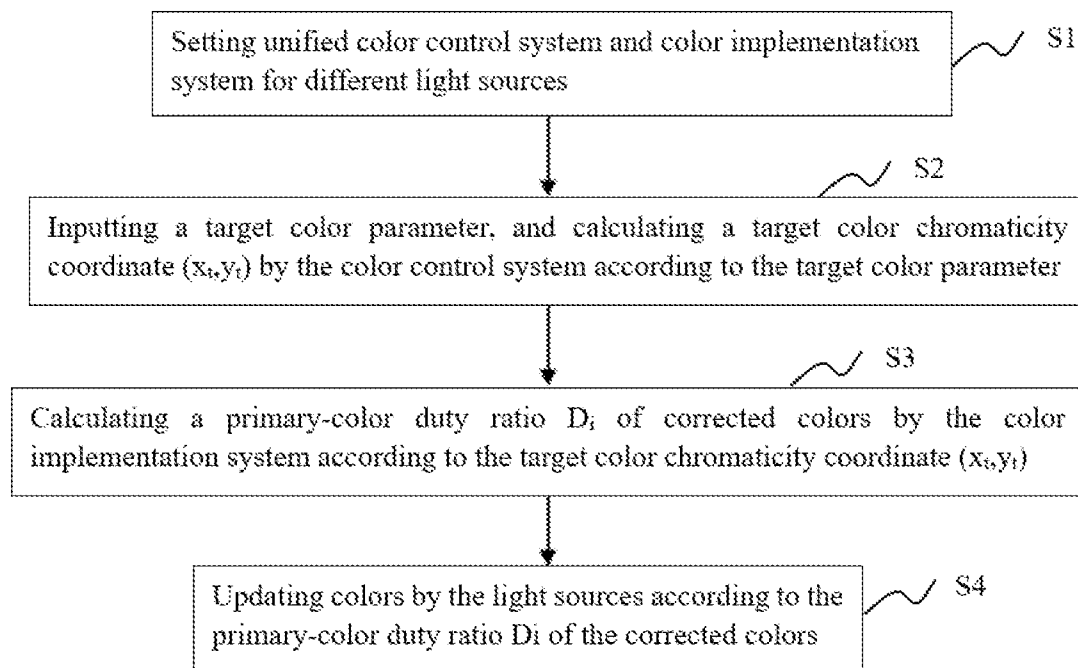 Setting unified color control system and color implementation
S1
system for different light sources
S2
Inputting a target color parameter, and calculating a target color chromaticity
coordinate (xₜ,yₜ) by the color control system according to the target color parameter
S3
Calculating a primary-color duty ratio Dᵢ of corrected colors by the color
implementation system according to the target color chromaticity coordinate (xₜ,yₜ)
S4
Updating colors by the light sources according to the
primary-color duty ratio Di of the corrected colors